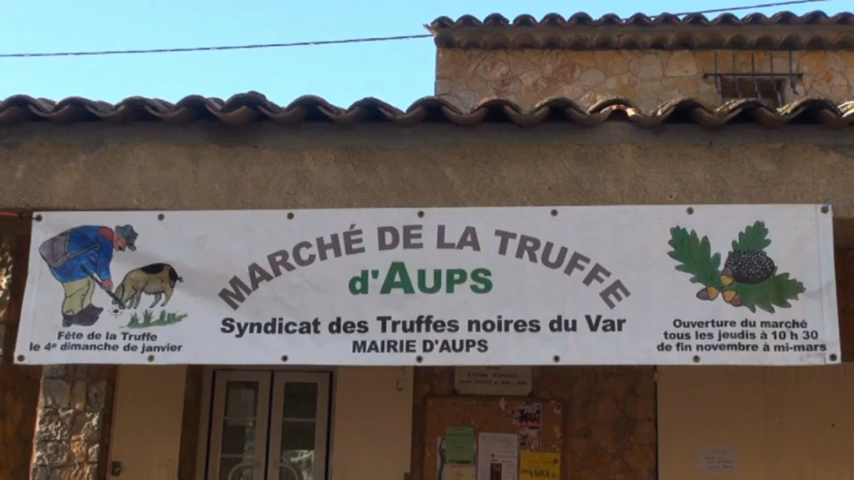 MARCHÉ DE LA TRUFFE
d'AUPS
Syndicat des Truffes noires du Var
MAIRIE D'AUPS
Fête de la Truffe
le 4e dimanche de janvier
Ouverture du marché
tous les jeudis à 10 h 30
de fin novembre à mi-mars